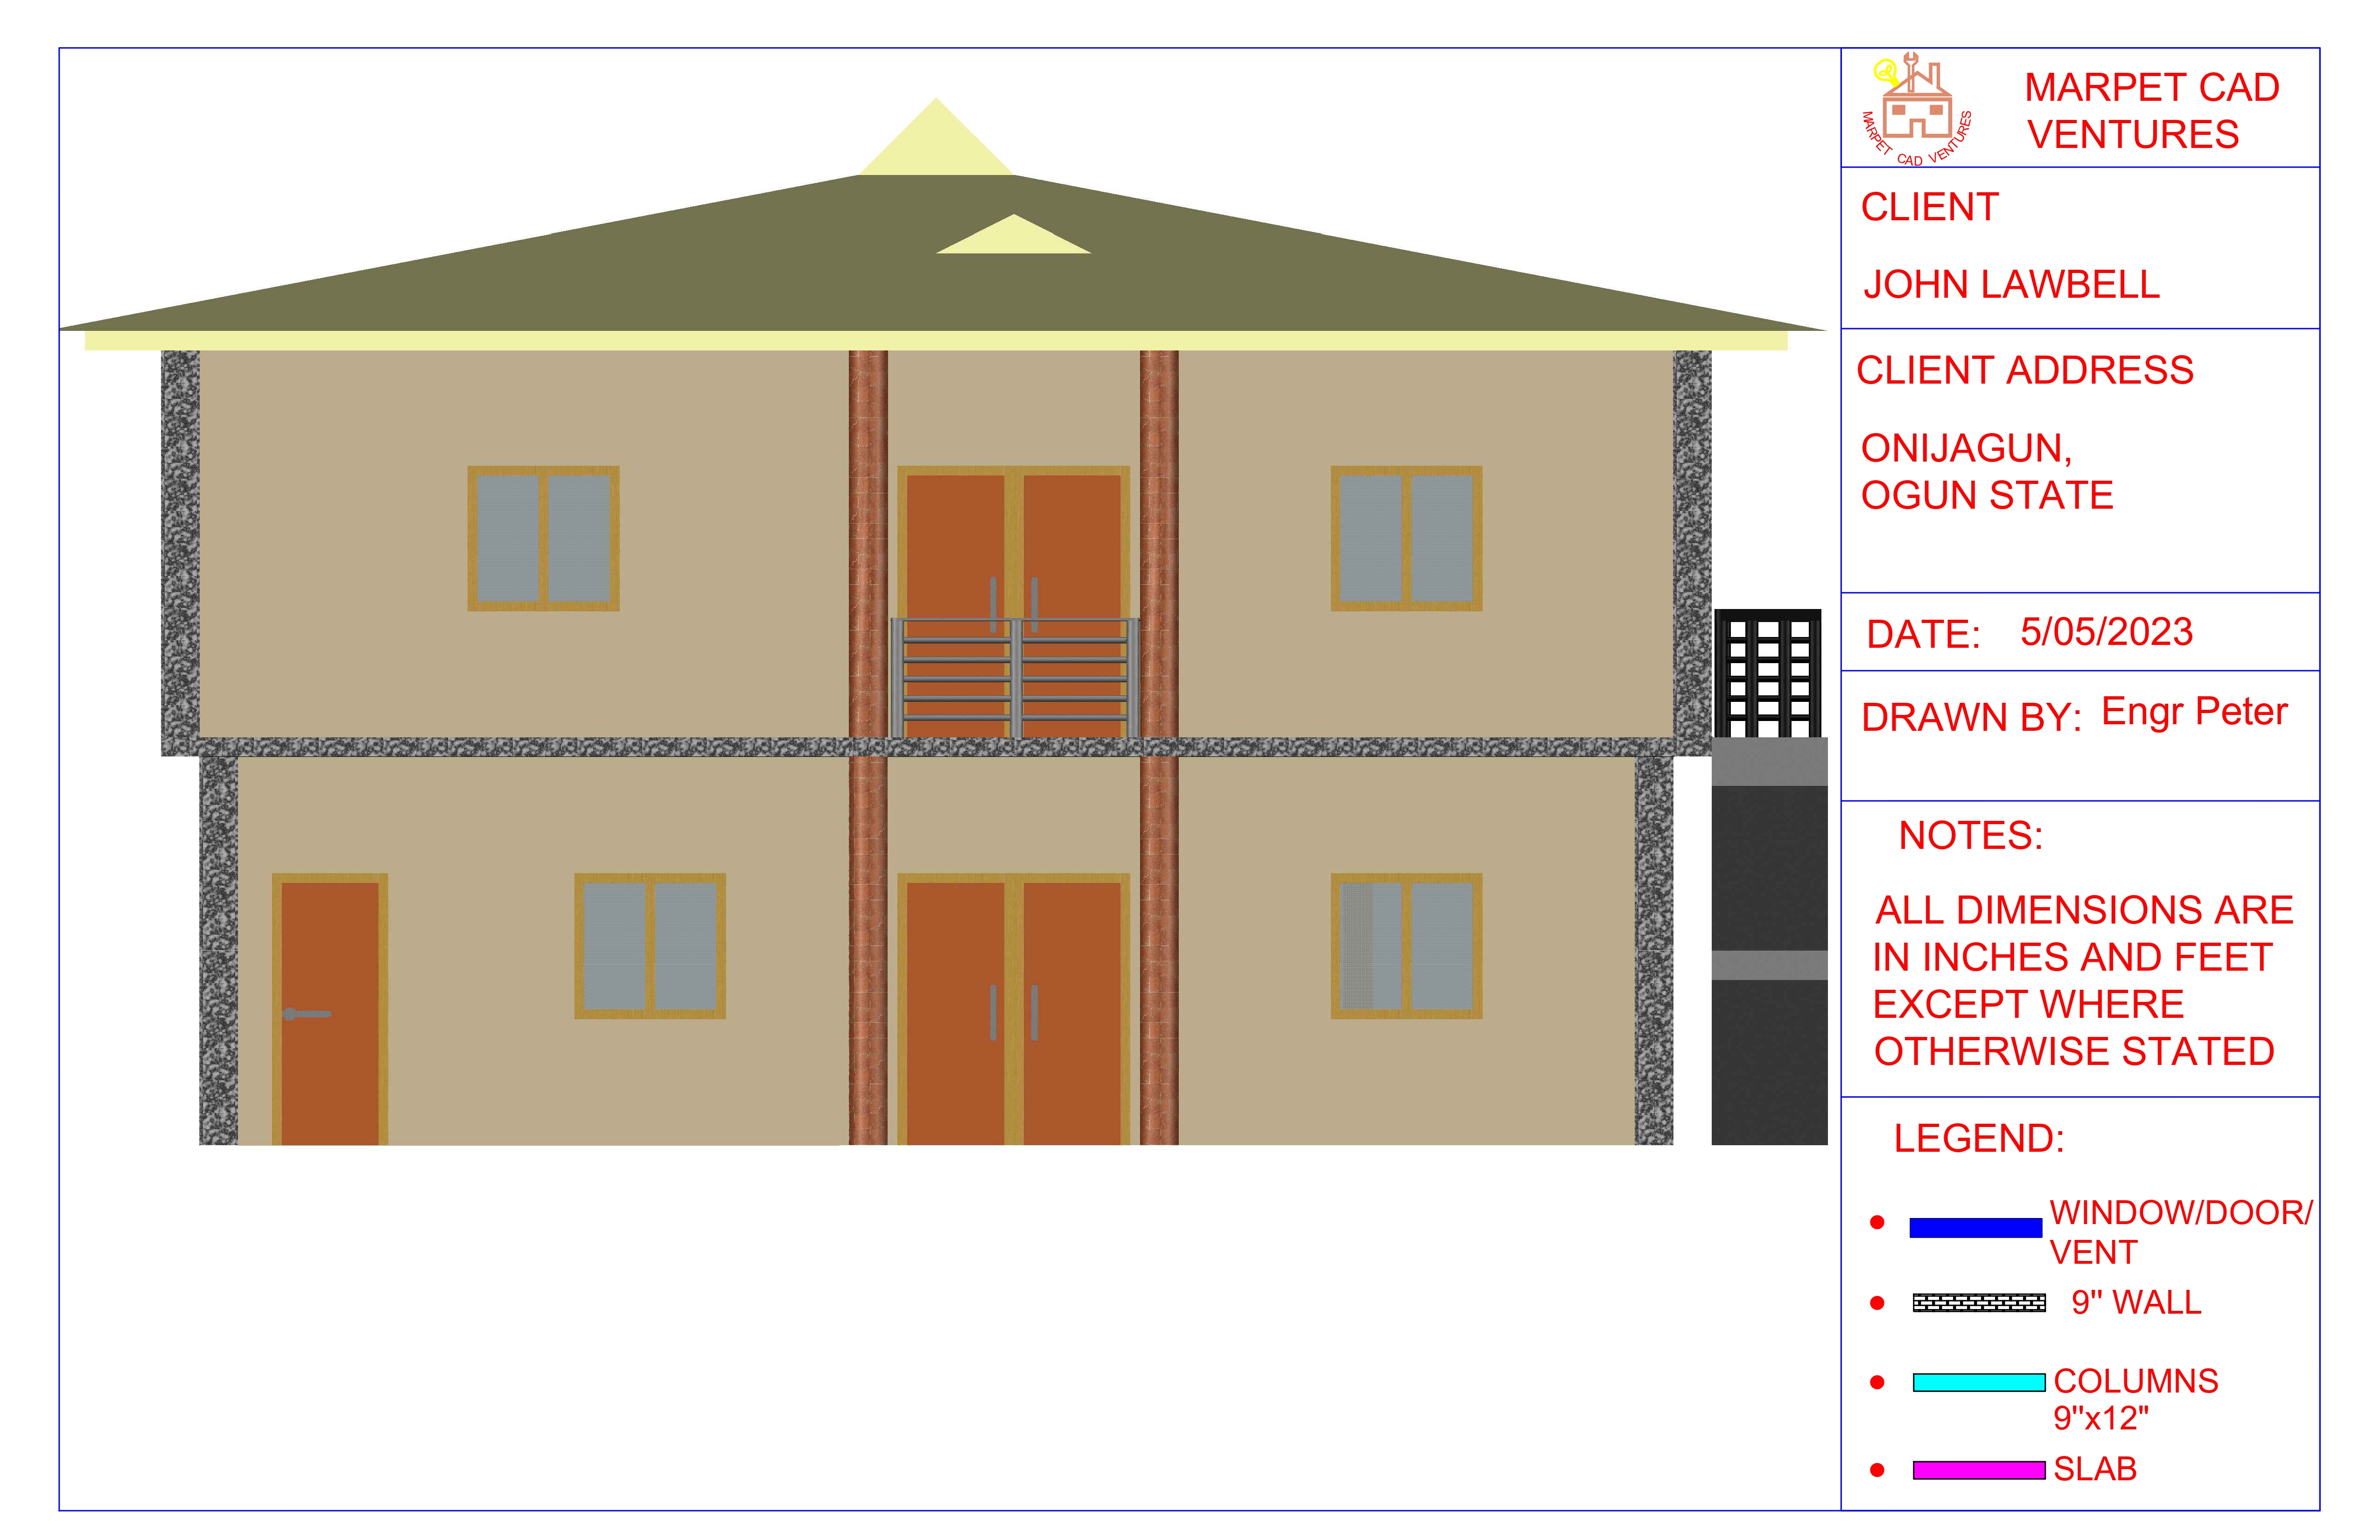 MARPET CAD VENTURES
MARPET CAD
VENTURES
CLIENT
JOHN LAWBELL
CLIENT ADDRESS
ONIJAGUN,
OGUN STATE
DATE: 5/05/2023
DRAWN BY: Engr Peter
NOTES:
ALL DIMENSIONS ARE
IN INCHES AND FEET
EXCEPT WHERE
OTHERWISE STATED
LEGEND:
WINDOW/DOOR/
VENT
9" WALL
COLUMNS
9"x12"
SLAB